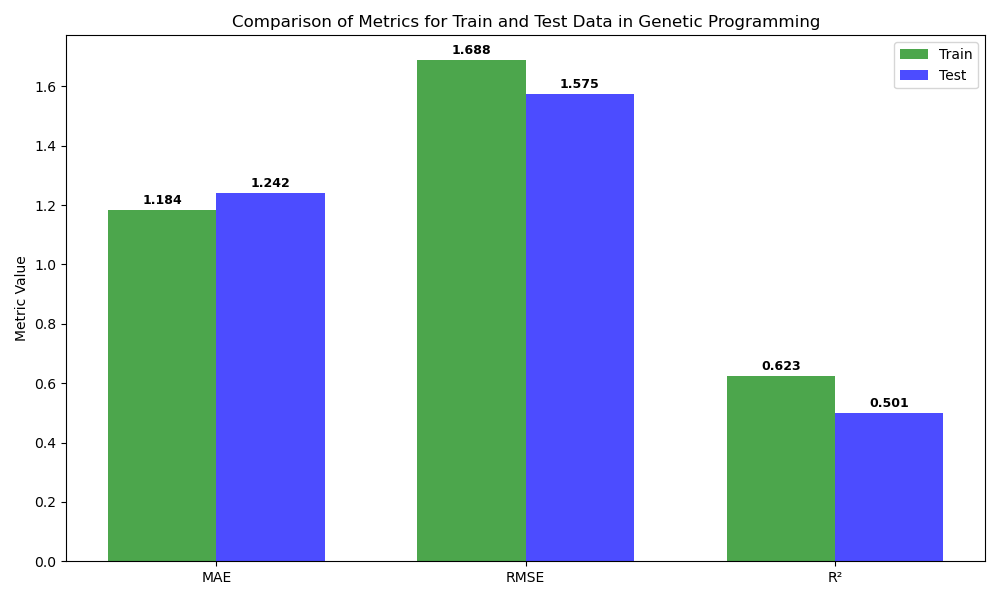 Comparison of Metrics for Train and Test Data in Genetic Programming
Train
Test
Metric Value
1.6
1.4
1.2
1.0
0.8
0.6
0.4
0.2
0.0
1.184
1.242
1.688
1.575
0.623
0.501
MAE
RMSE
R²